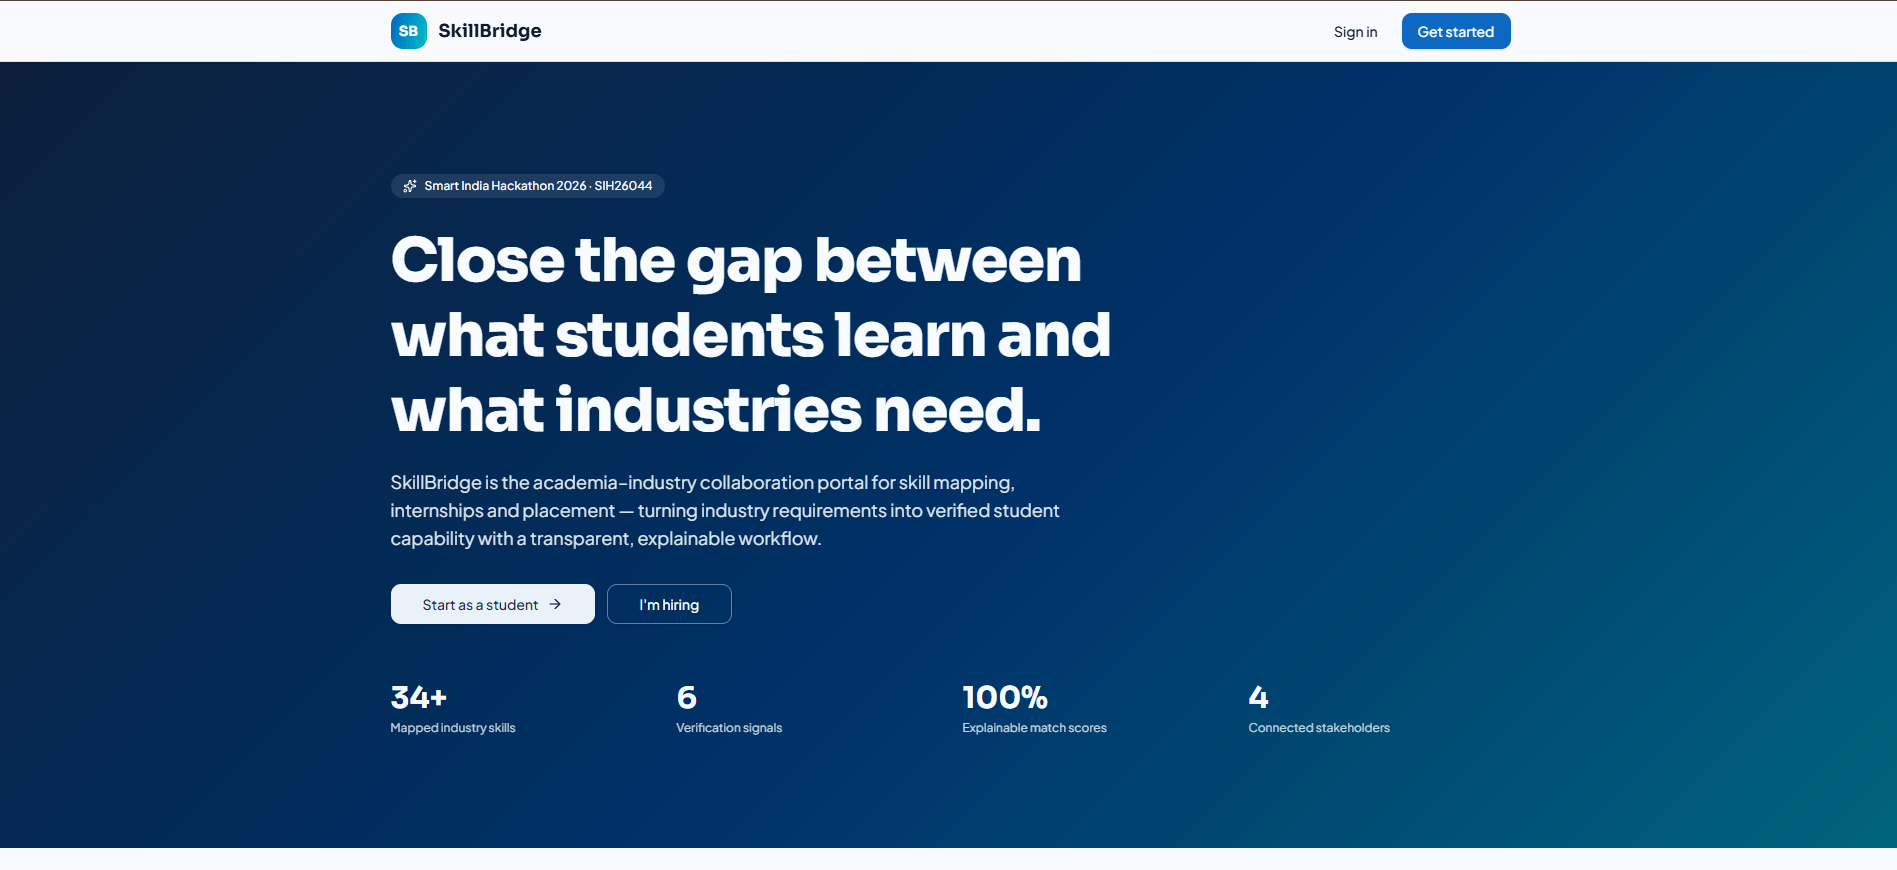 SB SkillBridge
Sign in
Get started
Smart India Hackathon 2026 · SIH26044
Close the gap between
what students learn and
what industries need.
SkillBridge is the academia–industry collaboration portal for skill mapping,
internships and placement — turning industry requirements into verified student
capability with a transparent, explainable workflow.
Start as a student →
I'm hiring
34+
Mapped industry skills
6
Verification signals
100%
Explainable match scores
4
Connected stakeholders